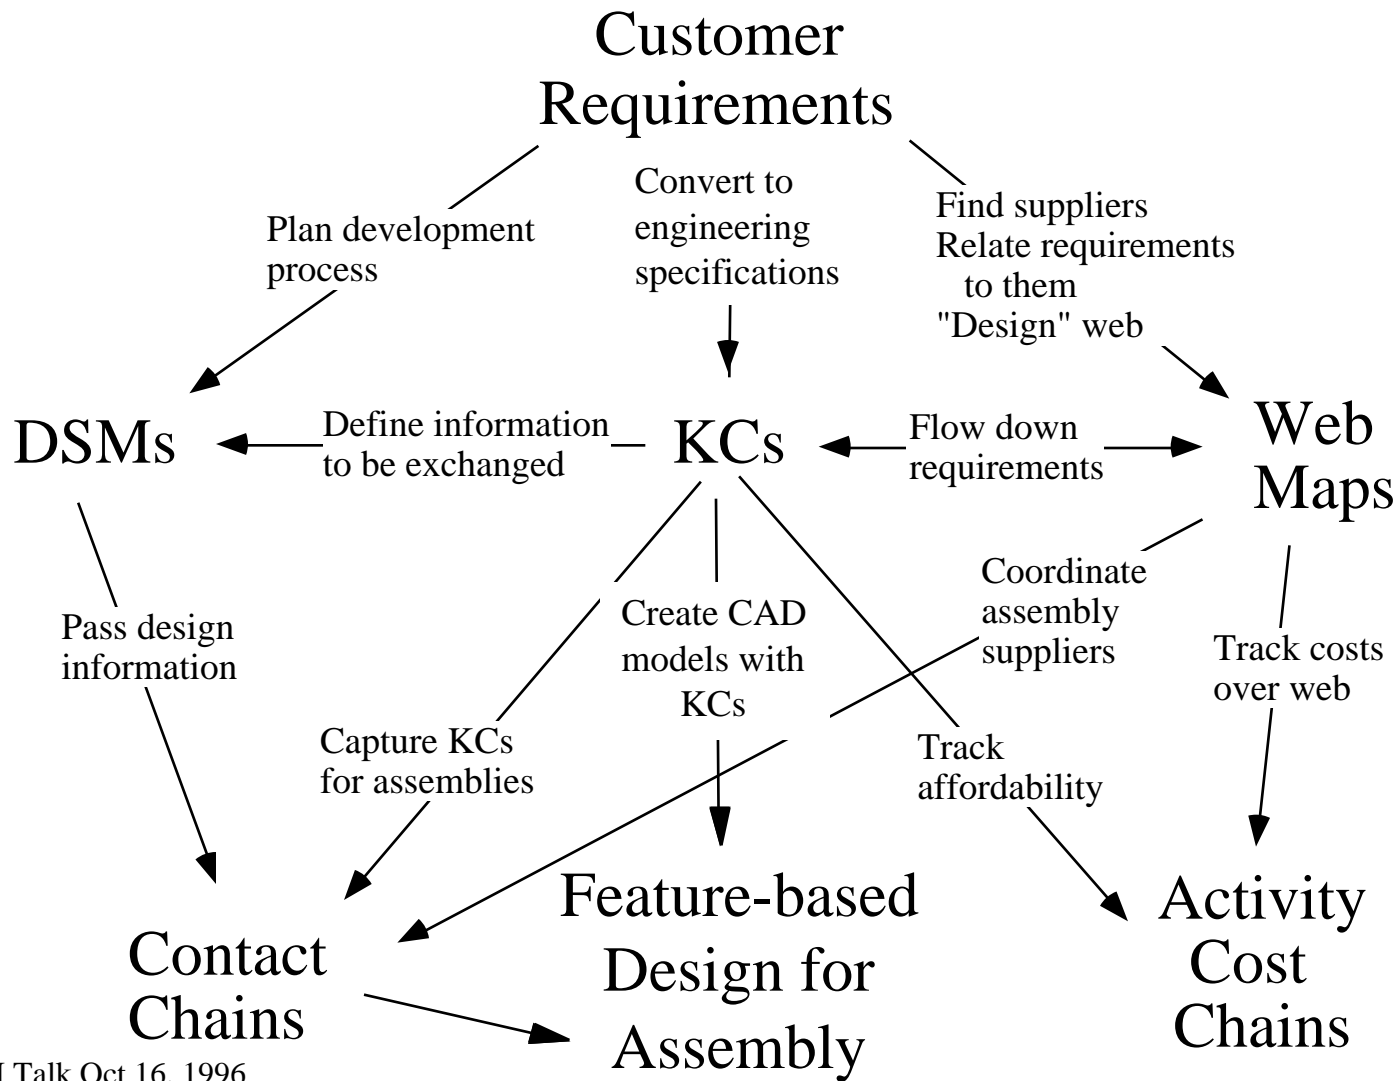 Customer
Requirements
Convert to
engineering
specifications
Plan development
process
Find suppliers
Relate requirements
to them
"Design" web
DSMs
Define information
to be exchanged
KCs
Flow down
requirements
Web
Maps
Pass design
information
Create CAD
models with
KCs
Coordinate
assembly
suppliers
Track costs
over web
Capture KCs
for assemblies
Track
affordability
Contact
Chains
Feature-based
Design for
Assembly
Activity
Cost
Chains
Talk Oct 16, 1996